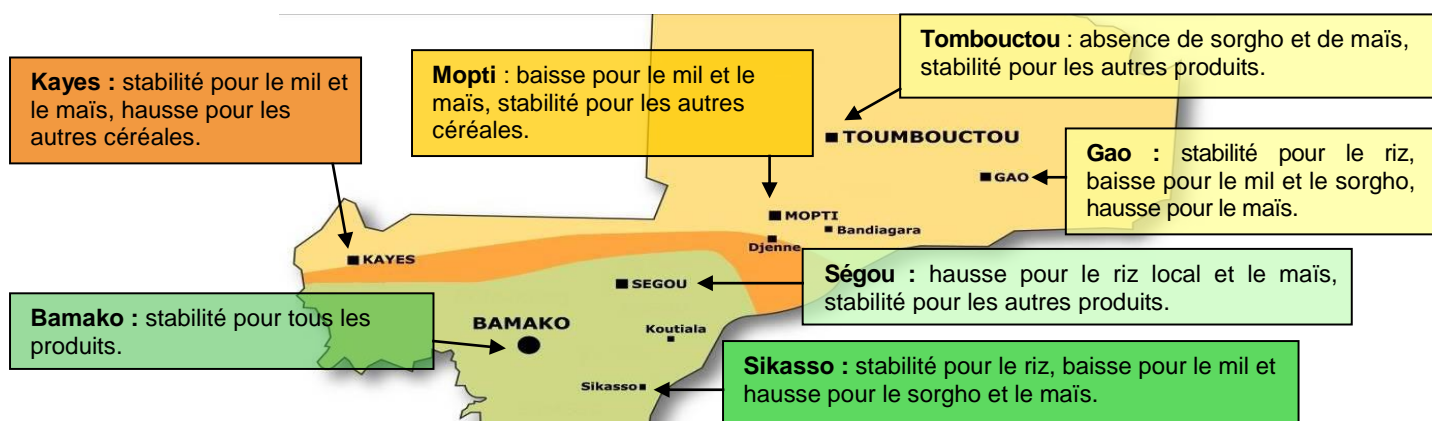 Tombouctou : absence de sorgho et de maïs,
stabilité pour les autres produits.
Kayes : stabilité pour le mil et
le maïs, hausse pour les
autres céréales.
Mopti : baisse pour le mil et le
maïs, stabilité pour les autres
céréales.
TOUMBOUCTOU
Gao : stabilité pour le riz,
baisse pour le mil et le sorgho,
hausse pour le maïs.
GAO
MOPTI
Bandiagara
Djenne
KAYES
Ségou : hausse pour le riz local et le maïs,
stabilité pour les autres produits.
SEGOU
Bamako : stabilité pour tous les
produits.
BAMAKO
Koutiala
Sikasso : stabilité pour le riz, baisse pour le mil et
hausse pour le sorgho et le maïs.
Sikasso